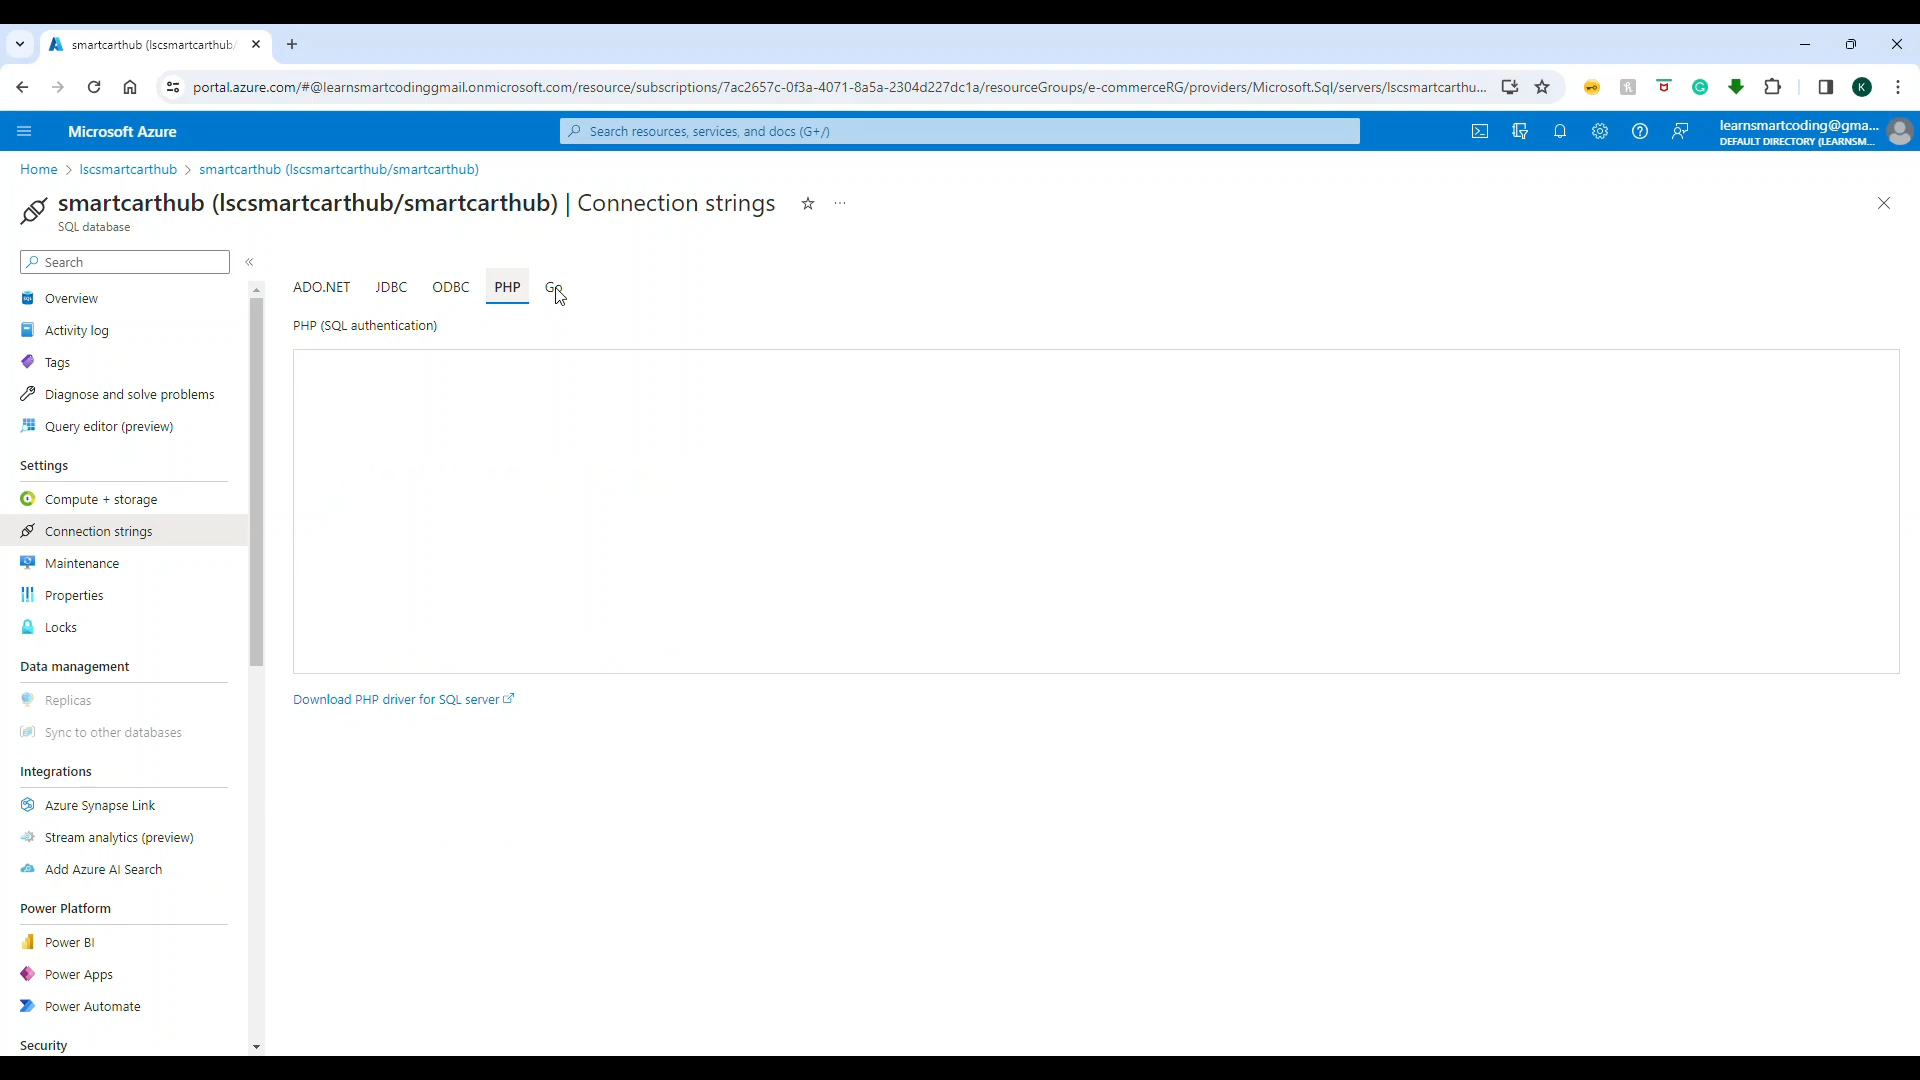 smartcarthub (lscsmartcarthub/
portal.azure.com/#@learnsmartcodinggmail.onmicrosoft.com/resource/subscriptions/7ac2657c-0f3a-4071-8a5a-2304d227dc1a/resourceGroups/e-commerceRG/providers/Microsoft.Sql/servers/lscsmartcarthu...
K
Microsoft Azure
Search resources, services, and docs (G+/)
learnsmartcoding@gma...
DEFAULT DIRECTORY (LEARNSM...
Home > lscsmartcarthub > smartcarthub (lscsmartcarthub/smartcarthub)
smartcarthub (lscsmartcarthub/smartcarthub) | Connection strings
SQL database
Search
Overview
Activity log
Tags
Diagnose and solve problems
Query editor (preview)
Settings
Compute + storage
Connection strings
Maintenance
Properties
Locks
Data management
Replicas
Sync to other databases
Integrations
Azure Synapse Link
Stream analytics (preview)
Add Azure AI Search
Power Platform
Power BI
Power Apps
Power Automate
Security
ADO.NET JDBC ODBC PHP Go
PHP (SQL authentication)
Download PHP driver for SQL server